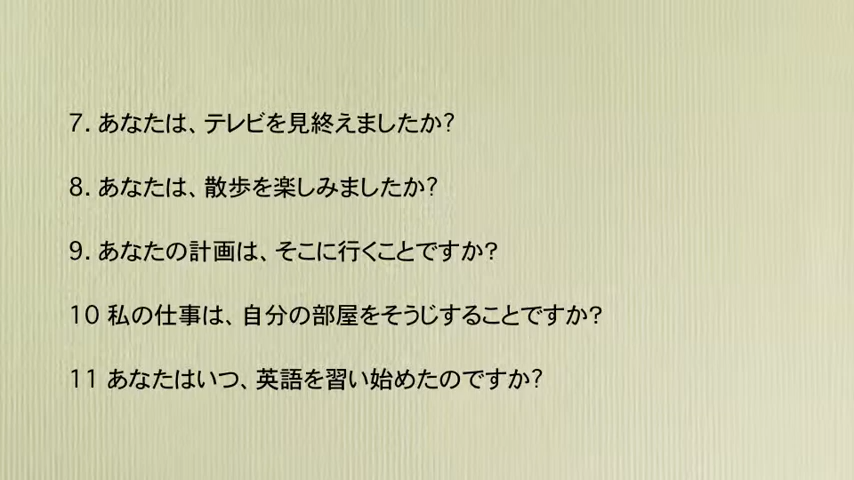 7. あなたは、テレビを見終えましたか?
8. あなたは、散歩を楽しみましたか?
9. あなたの計画は、そこに行くことですか?
10 私の仕事は、自分の部屋をそうじすることですか?
11 あなたはいつ、英語を習い始めたのですか?